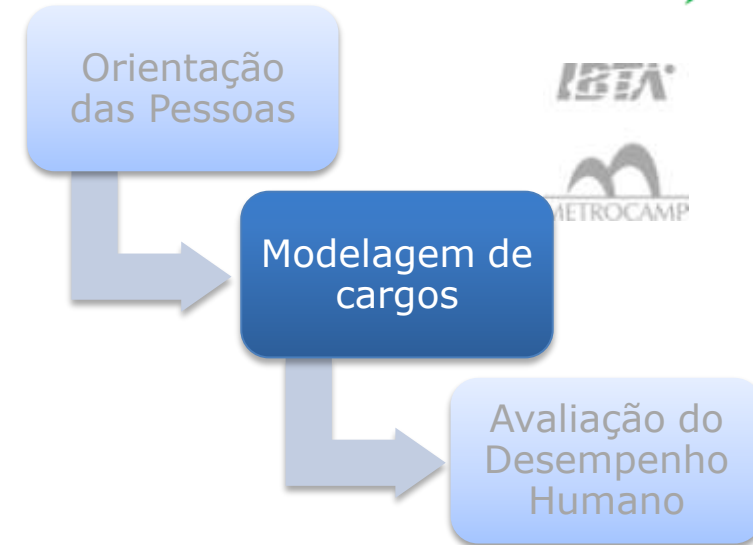 Orientação
das Pessoas
IBTA
METROCAMP
Modelagem de
cargos
Avaliação do
Desempenho
Humano